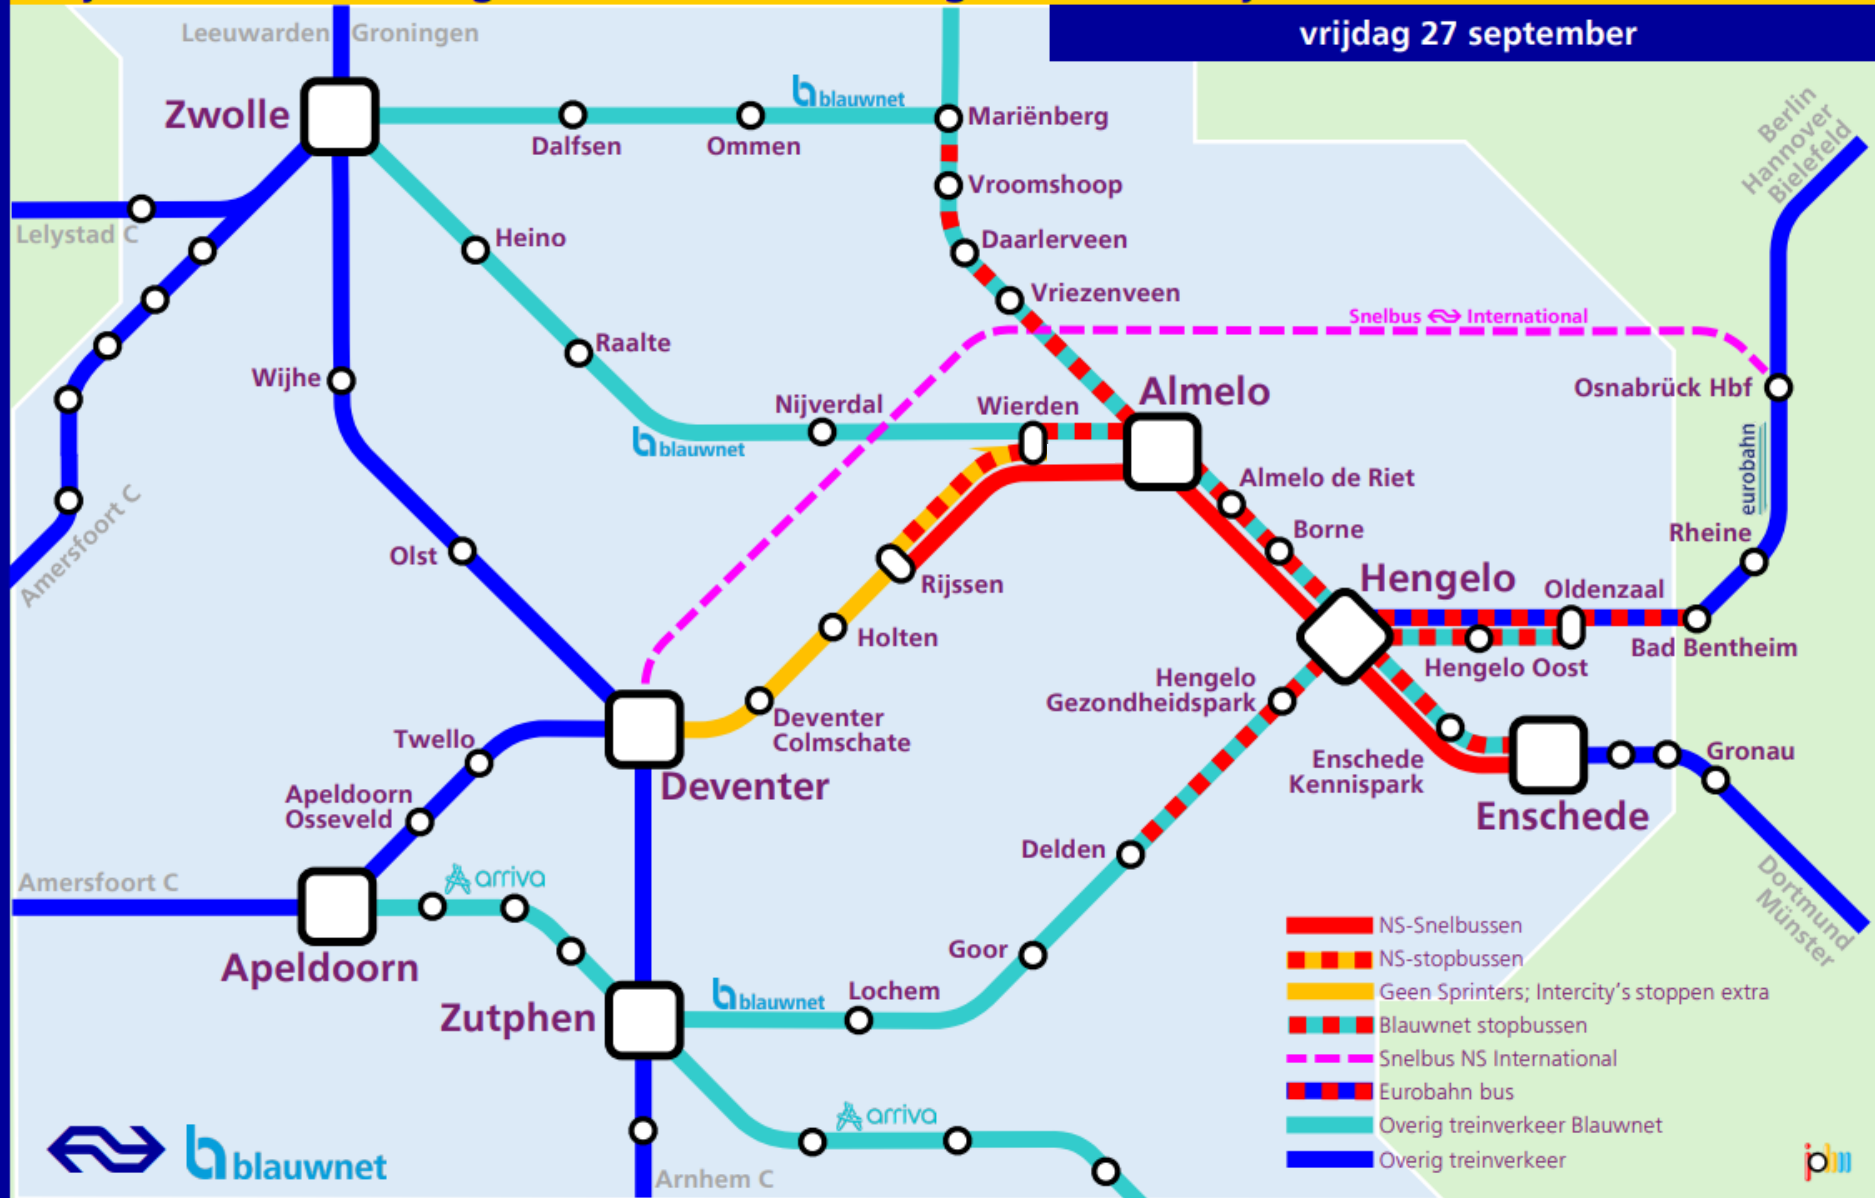 vrijdag 27 september
Leeuwarden Groningen
Zwolle
Dalfsen
Ommen
blauwnet
Mariënberg
Vroomshoop
Daarlerveen
Vriezenveen
Berlin
Hannover
Bielefeld
Lelystad C
Heino
Raalte
Wijhe
Nijverdal
Wierden
blauwnet
Almelo
Snelbus International
Osnabrück Hbf
eurobahn
Rheine
Amersfoort C
Olst
Rijssen
Holten
Almelo de Riet
Borne
Hengelo
Oldenzaal
Hengelo Oost
Bad Bentheim
Hengelo
Gezondheidspark
Deventer
Colmschate
Twello
Deventer
Apeldoorn
Osseveld
Enschede
Kennispark
Gronau
Enschede
Delden
Dortmund
Münster
Amersfoort C
arriva
Apeldoorn
Goor
Zutphen
blauwnet
Lochem
arriva
Arnhem C
NS-Snelbussen
NS-stopbussen
Geen Sprinters; Intercity's stoppen extra
Blauwnet stopbussen
Snelbus NS International
Eurobahn bus
Overig treinverkeer Blauwnet
Overig treinverkeer
blauwnet